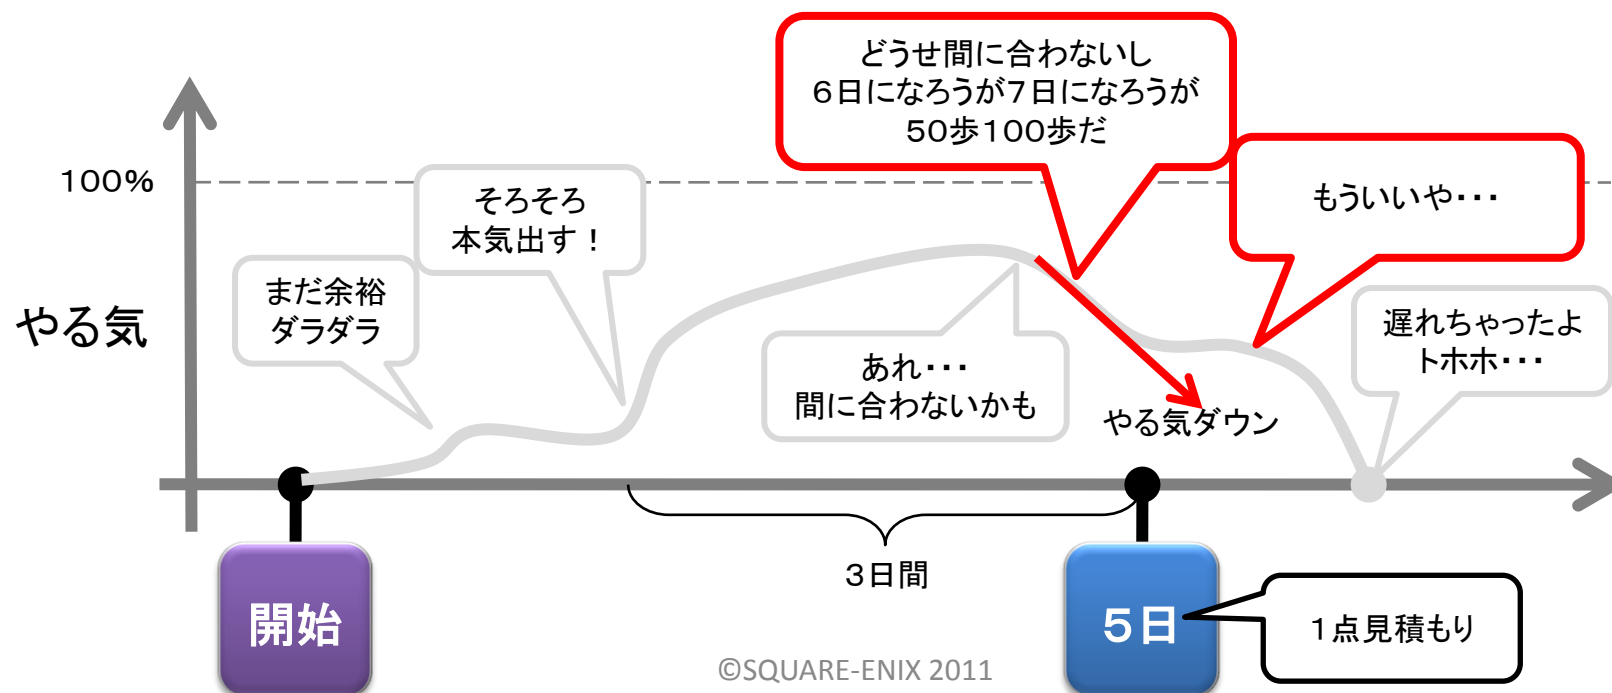 どうせ間に合わないし
6日になろうが7日になろうが
50歩100歩だ
100%
そろそろ
本気出す！
もういいや・・・
まだ余裕
ダラダラ
やる気
あれ・・・
間に合わないかも
遅れちゃったよ
トホホ・・・
やる気ダウン
3日間
開始
5日
1点見積もり
©SQUARE-ENIX 2011